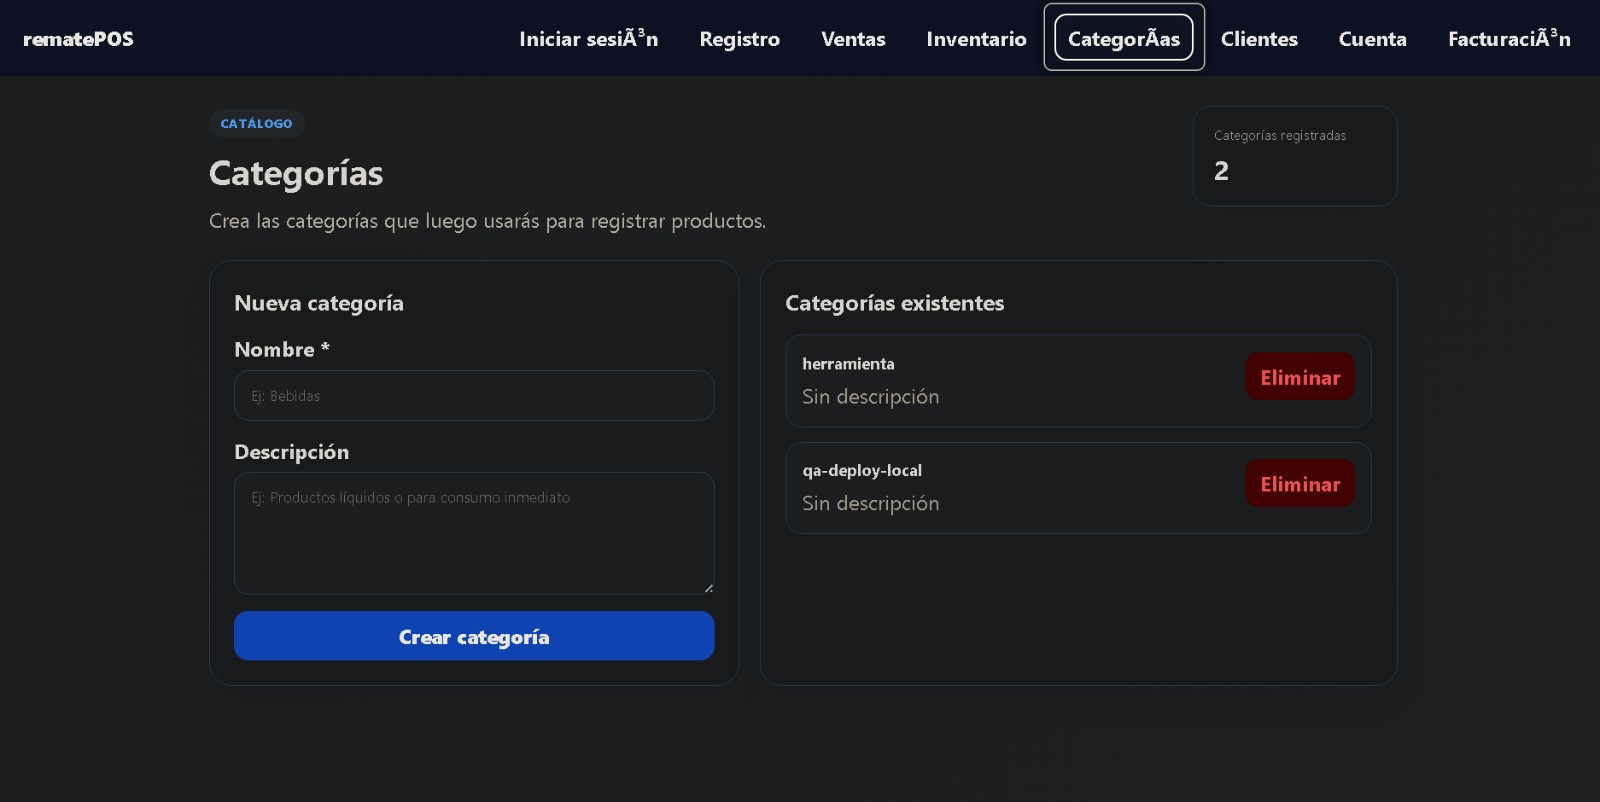 rematePOS
Iniciar sesiÃ³n Registro Ventas Inventario CategorÃas Clientes Cuenta FacturaciÃ³n
CATÁLOGO
Categorías
Crea las categorías que luego usarás para registrar productos.
Categorías registradas
2
Nueva categoría
Nombre *
Ej: Bebidas
Descripción
Ej: Productos líquidos o para consumo inmediato
Crear categoría
Categorías existentes
herramienta
Sin descripción
Eliminar
qa-deploy-local
Sin descripción
Eliminar